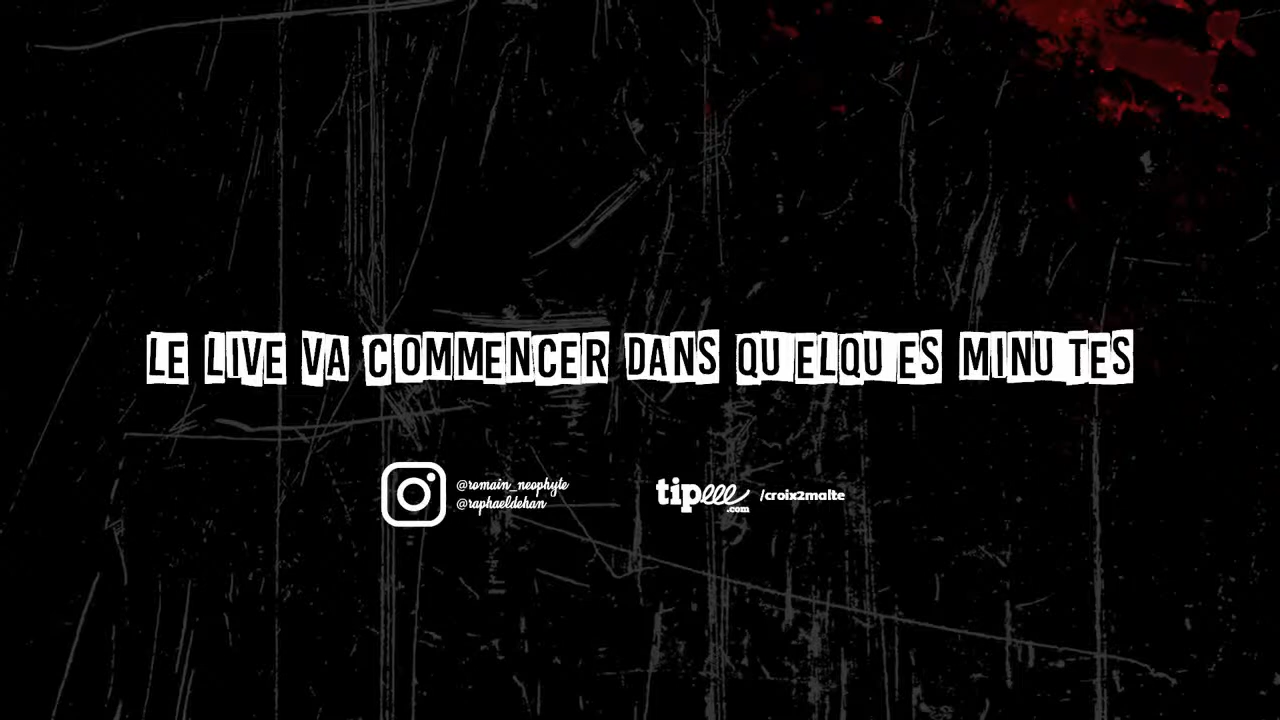 LE LIVE VA COMMENCER DANS QUELQUES MINUTES
@romain_neophyte
@raphaeldehan
tipeee
.com
/croix2malte